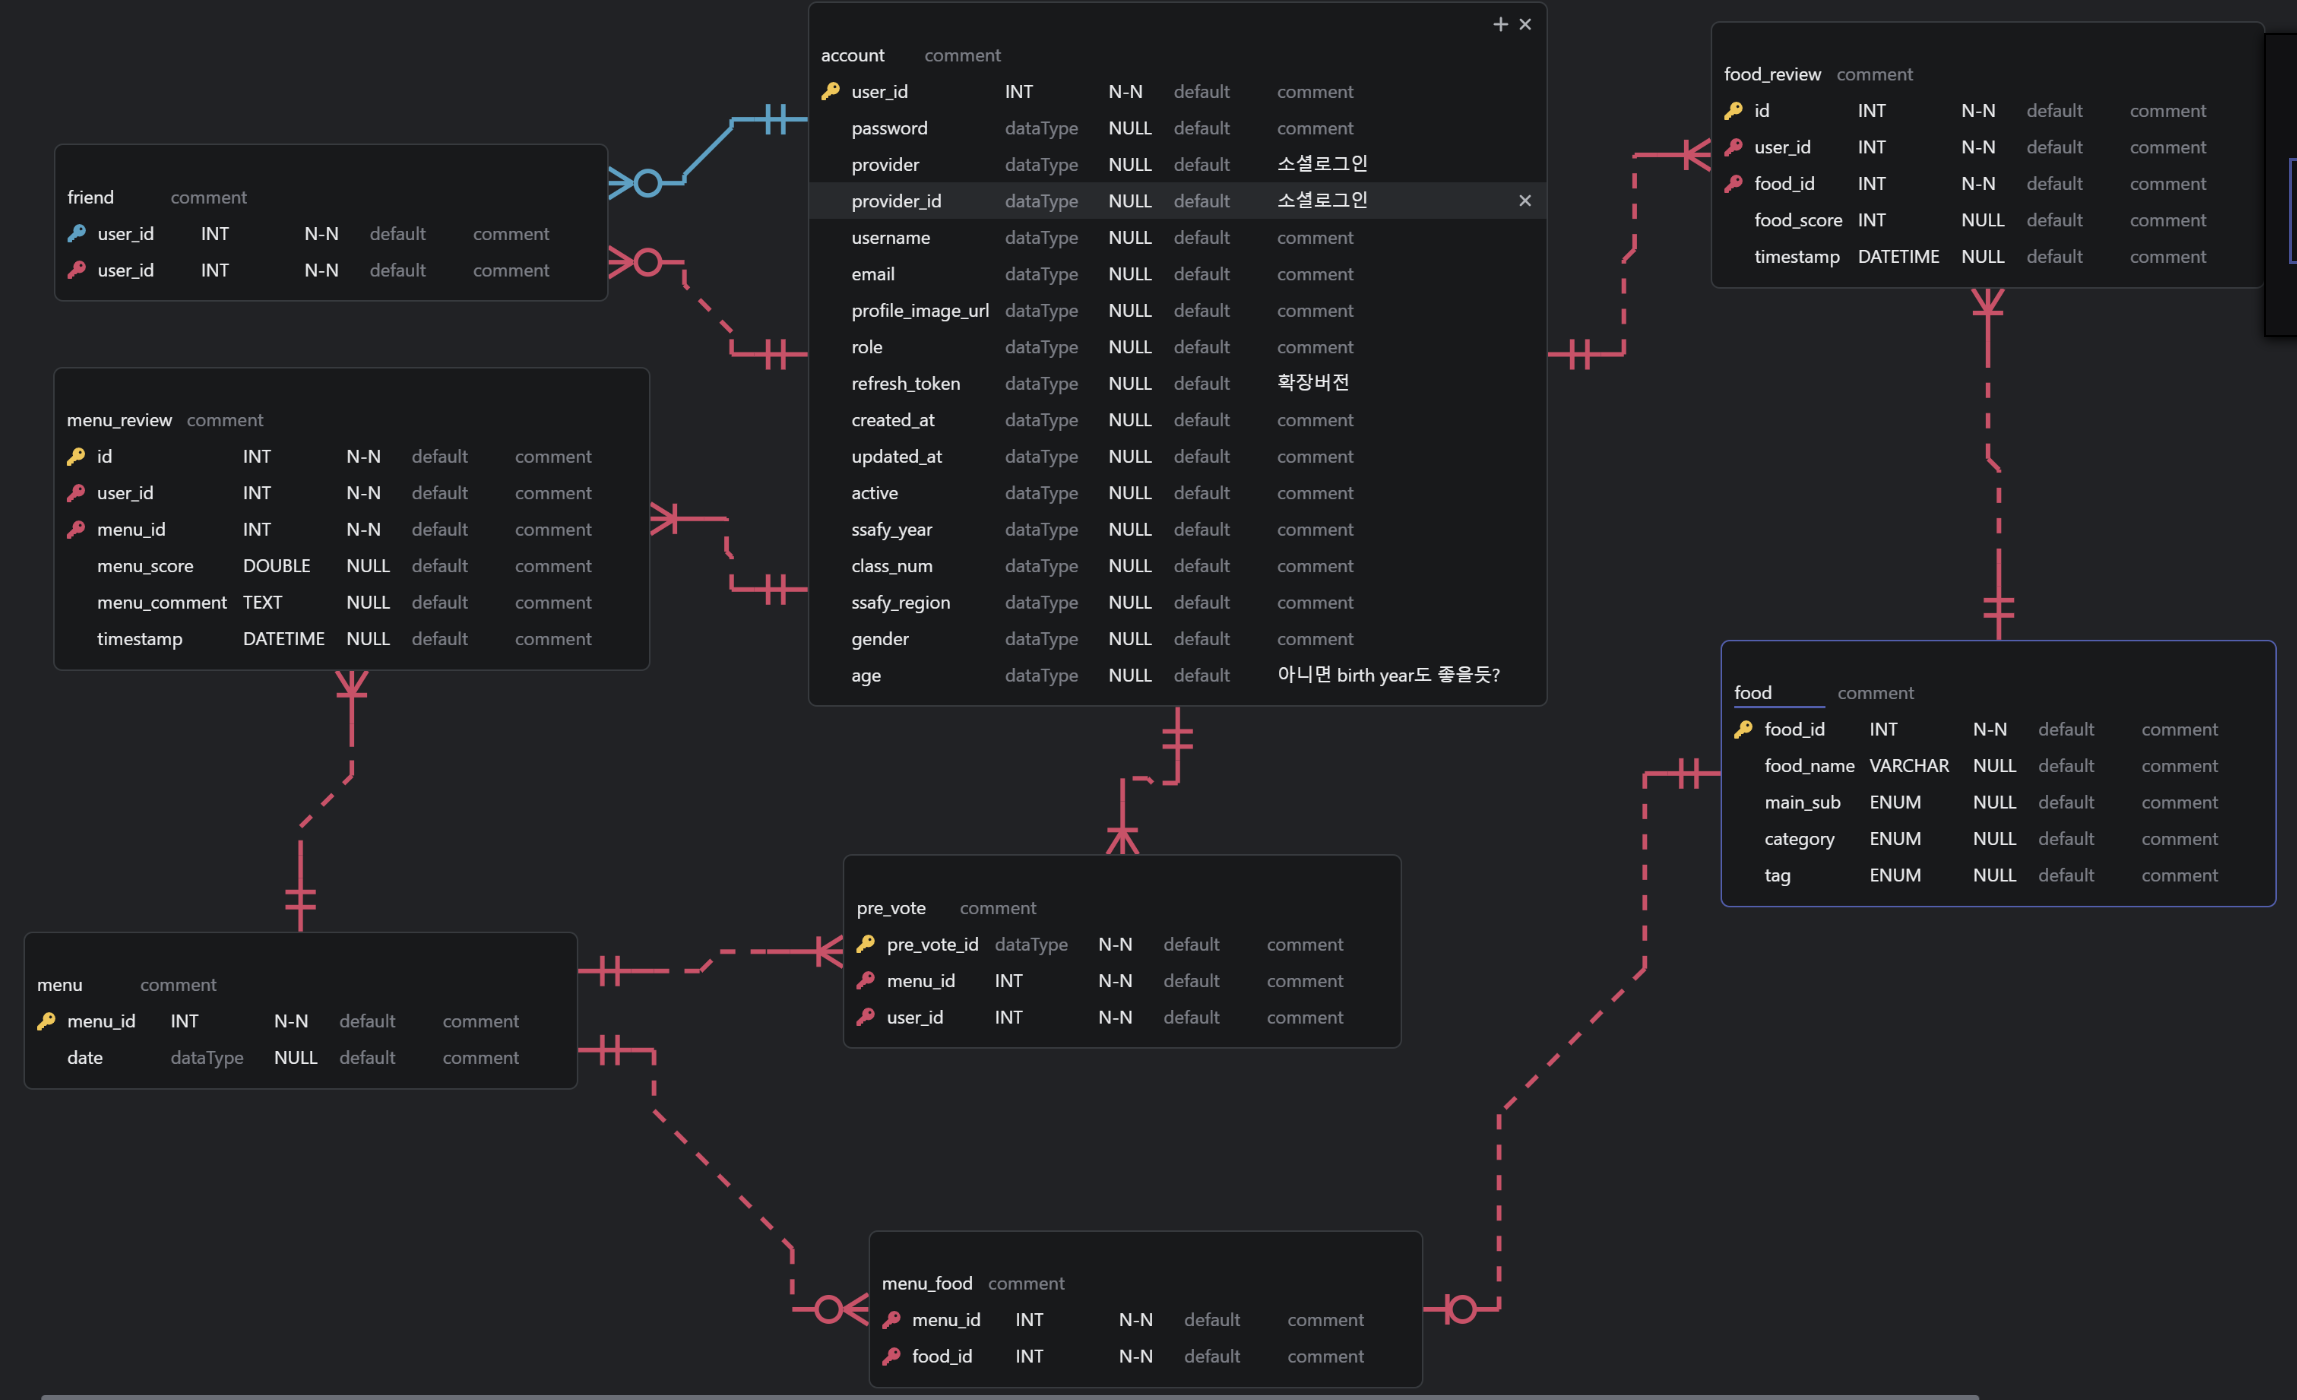 account comment
user_id INT N-N default comment
password dataType NULL default comment
provider dataType NULL default 소셜로그인
provider_id dataType NULL default 소셜로그인
username dataType NULL default comment
email dataType NULL default comment
profile_image_url dataType NULL default comment
role dataType NULL default comment
refresh_token dataType NULL default 확장버전
created_at dataType NULL default comment
updated_at dataType NULL default comment
active dataType NULL default comment
ssafy_year dataType NULL default comment
class_num dataType NULL default comment
ssafy_region dataType NULL default comment
gender dataType NULL default comment
age dataType NULL default 아니면 birth year도 좋을듯?
food_review comment
id INT N-N default comment
user_id INT N-N default comment
food_id INT N-N default comment
food_score INT NULL default comment
timestamp DATETIME NULL default comment
friend comment
user_id INT N-N default comment
user_id INT N-N default comment
menu_review comment
id INT N-N default comment
user_id INT N-N default comment
menu_id INT N-N default comment
menu_score DOUBLE NULL default comment
menu_comment TEXT NULL default comment
timestamp DATETIME NULL default comment
food comment
food_id INT N-N default comment
food_name VARCHAR NULL default comment
main_sub ENUM NULL default comment
category ENUM NULL default comment
tag ENUM NULL default comment
pre_vote comment
pre_vote_id dataType N-N default comment
menu_id INT N-N default comment
user_id INT N-N default comment
menu comment
menu_id INT N-N default comment
date dataType NULL default comment
menu_food comment
menu_id INT N-N default comment
food_id INT N-N default comment